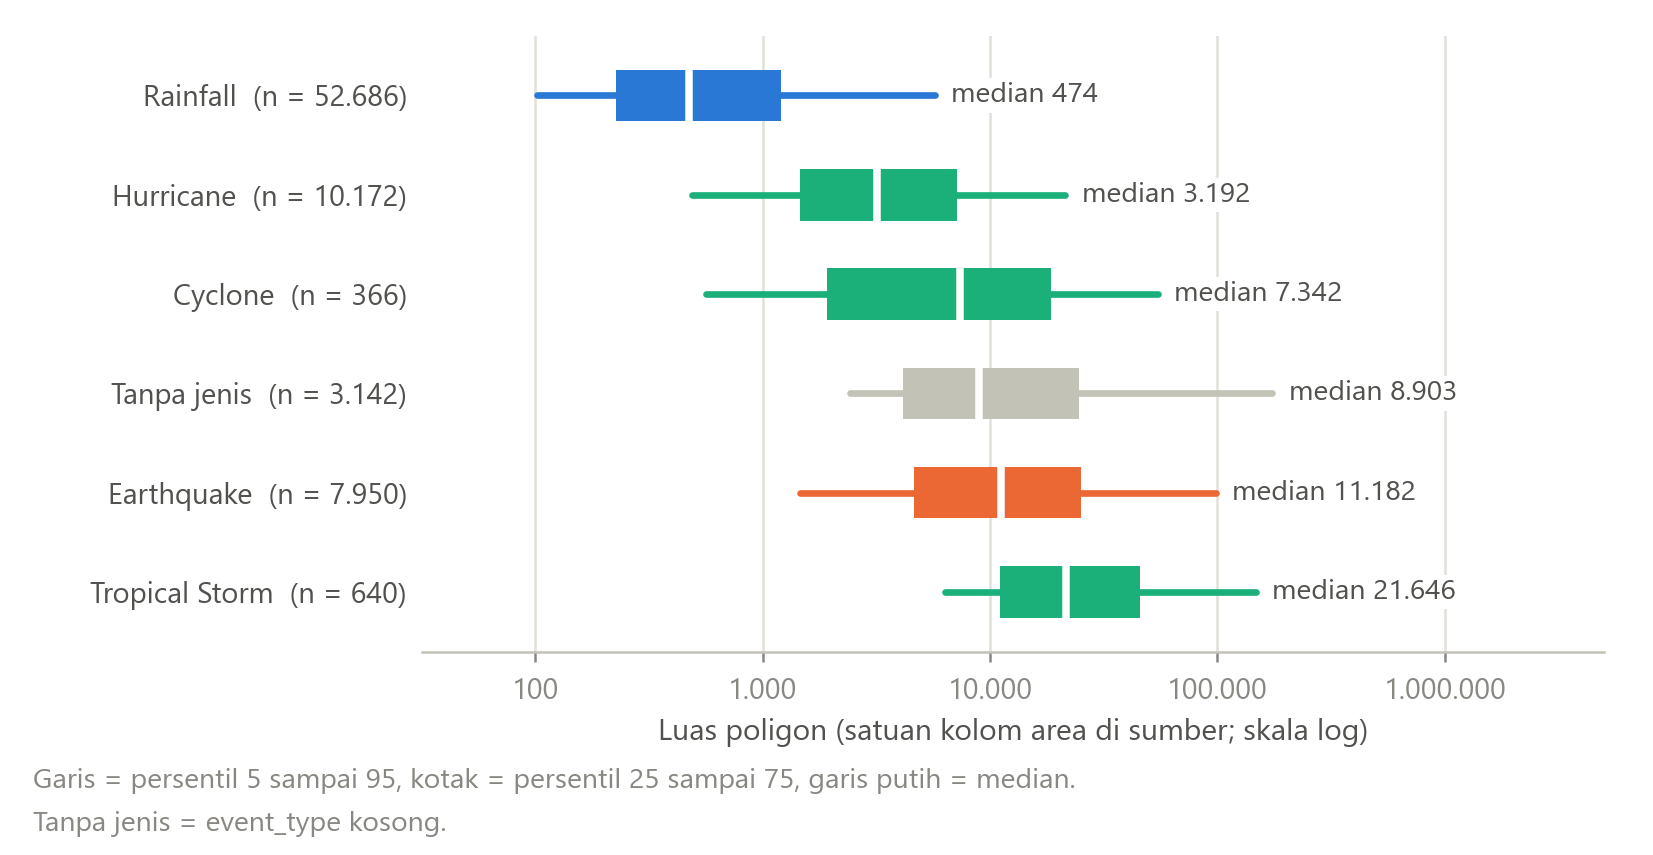 Rainfall (n = 52.686)
median 474
Hurricane (n = 10.172)
median 3.192
Cyclone (n = 366)
median 7.342
Tanpa jenis (n = 3.142)
median 8.903
Earthquake (n = 7.950)
median 11.182
Tropical Storm (n = 640)
median 21.646
100 1.000 10.000 100.000 1.000.000
Luas poligon (satuan kolom area di sumber; skala log)
Garis = persentil 5 sampai 95, kotak = persentil 25 sampai 75, garis putih = median.
Tanpa jenis = event_type kosong.